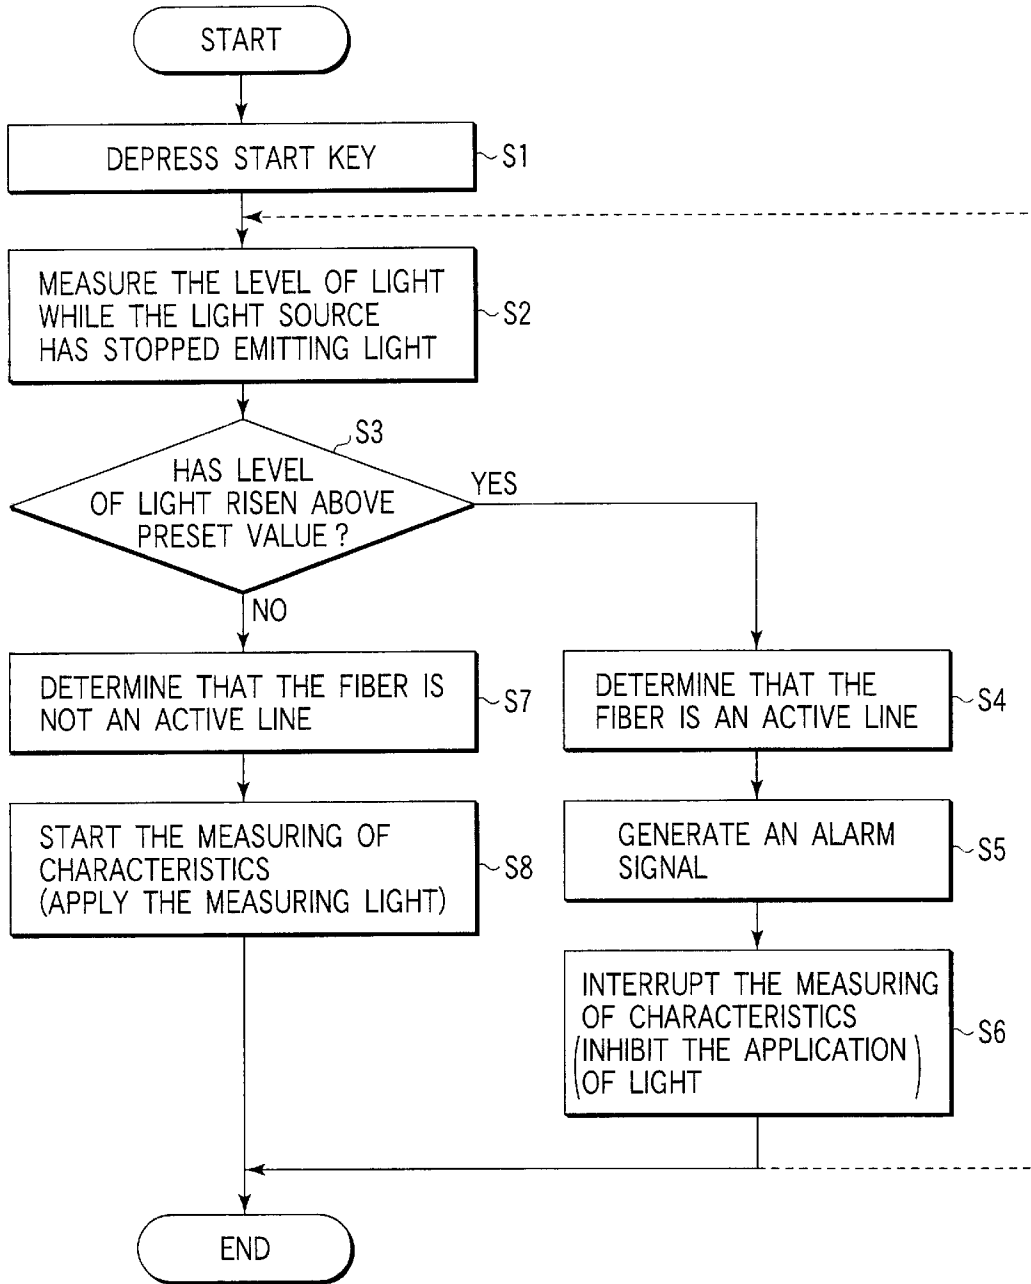 START
DEPRESS START KEY
S1
MEASURE THE LEVEL OF LIGHT
WHILE THE LIGHT SOURCE
HAS STOPPED EMITTING LIGHT
S2
S3
HAS LEVEL
OF LIGHT RISEN ABOVE
PRESET VALUE?
YES
NO
DETERMINE THAT THE FIBER IS
NOT AN ACTIVE LINE
S7
DETERMINE THAT THE
FIBER IS AN ACTIVE LINE
S4
START THE MEASURING OF
CHARACTERISTICS
(APPLY THE MEASURING LIGHT)
S8
GENERATE AN ALARM
SIGNAL
S5
INTERRUPT THE MEASURING
OF CHARACTERISTICS
(INHIBIT THE APPLICATION
OF LIGHT)
S6
END